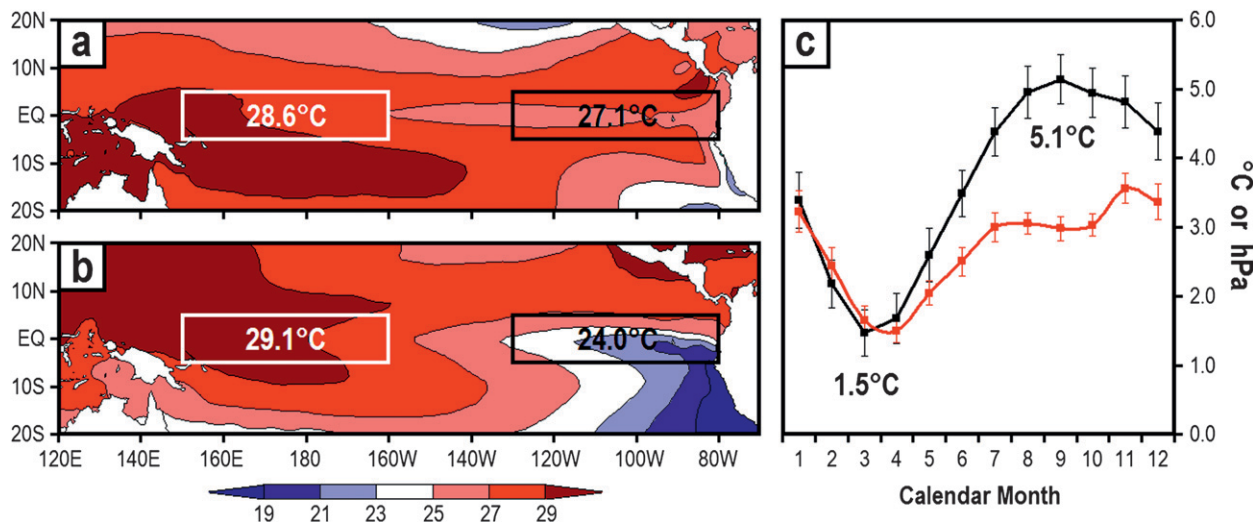 a
20N
10N
EQ
10S
20S
28.6°C
27.1°C
b
20N
10N
EQ
10S
20S
29.1°C
24.0°C
120E 140E 160E 180 160W 140W 120W 100W 80W
19 21 23 25 27 29
c
6.0
5.0
4.0
3.0
2.0
1.0
0.0
°C or hPa
5.1°C
1.5°C
1 2 3 4 5 6 7 8 9 10 11 12
Calendar Month